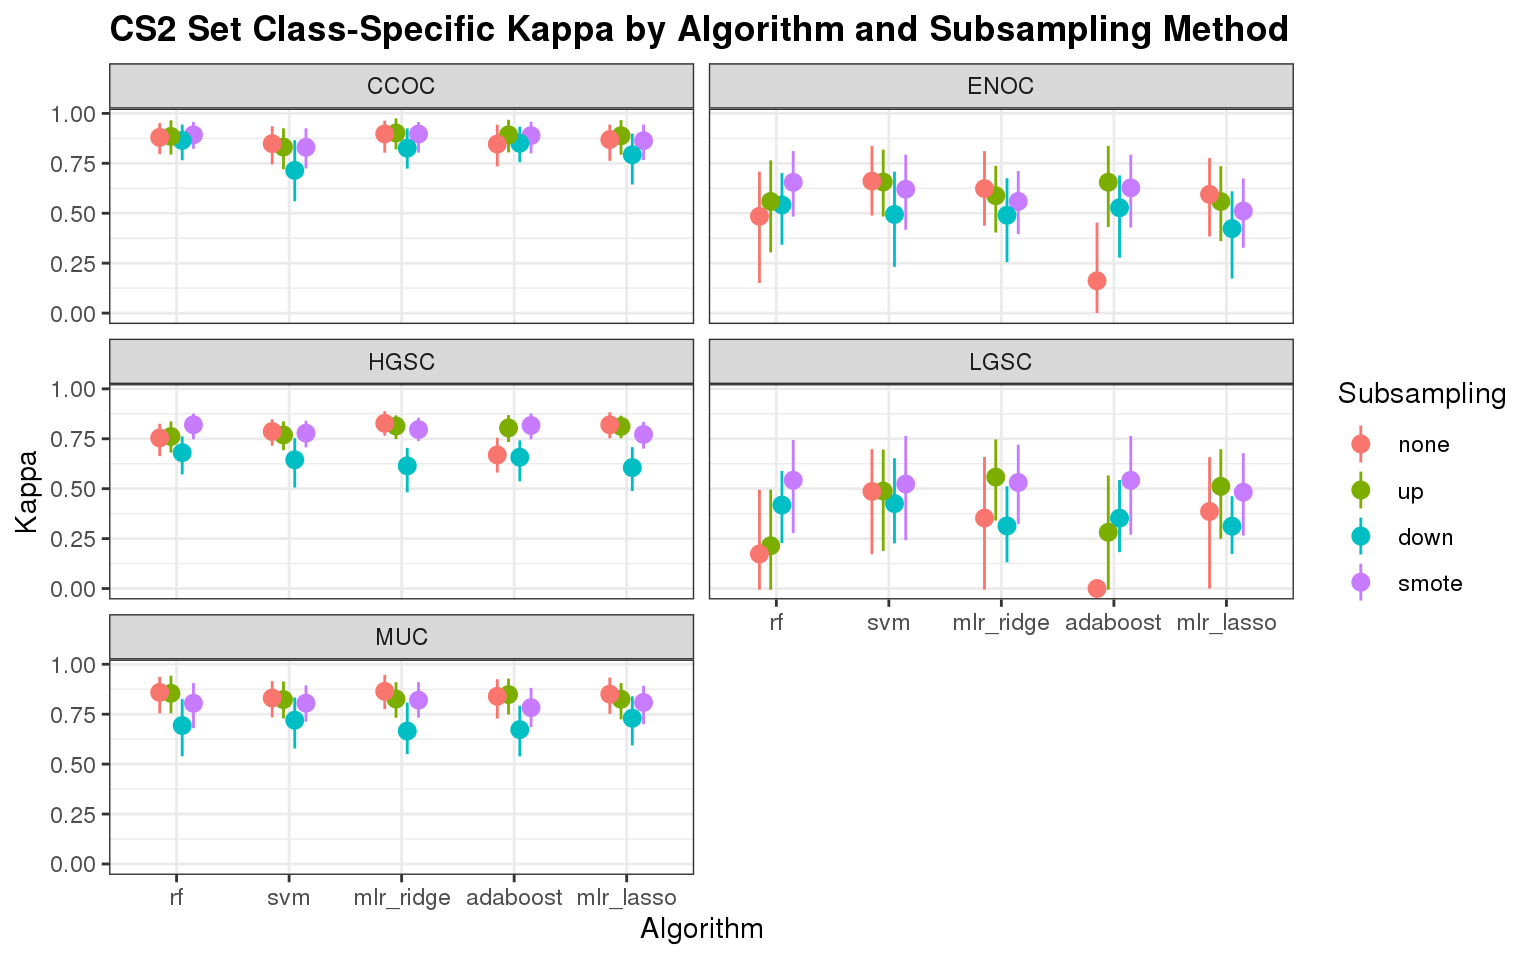 CS2 Set Class-Specific Kappa by Algorithm and Subsampling Method
CCOC
ENOC
1.00
0.75
0.50
0.25
0.00
HGSC
LGSC
1.00
0.75
0.50
0.25
0.00
rf svm mlr_ridge adaboost mlr_lasso
MUC
1.00
0.75
0.50
0.25
0.00
rf svm mlr_ridge adaboost mlr_lasso
Kappa
Algorithm
Subsampling
none
up
down
smote